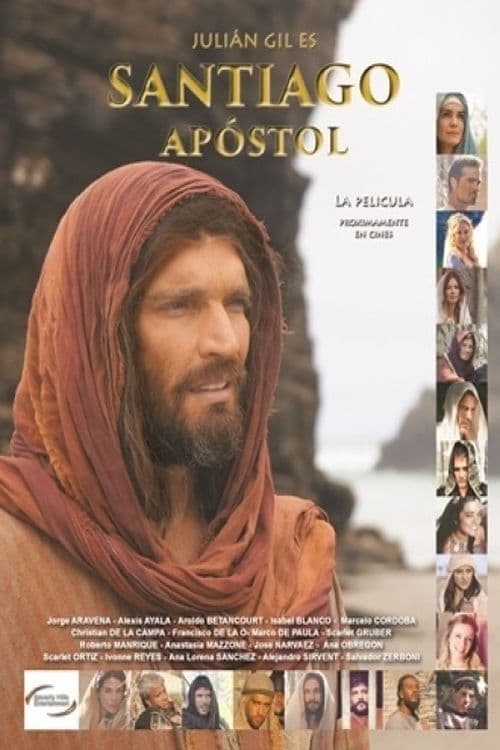 JULIÁN GIL ES
SANTIAGO
APÓSTOL
LA PELICULA
PROXIMAMENTE
EN CINES
Jorge ARAVENA - Alexis AYALA - Aroldo BETANCOURT - Isabel BLANCO - Marcelo CORDOBA
Christian DE LA CAMPA - Francisco DE LA O - Marco DE PAULA - Scarlet GRUBER
Roberto MANRIQUE - Anastasia MAZZONE - Jose NARVAEZ - Ana OBREGON
Scarlet ORTIZ - Ivonne REYES - Ana Lorena SANCHEZ - Alejandro SIRVENT - Salvador ZERBONI